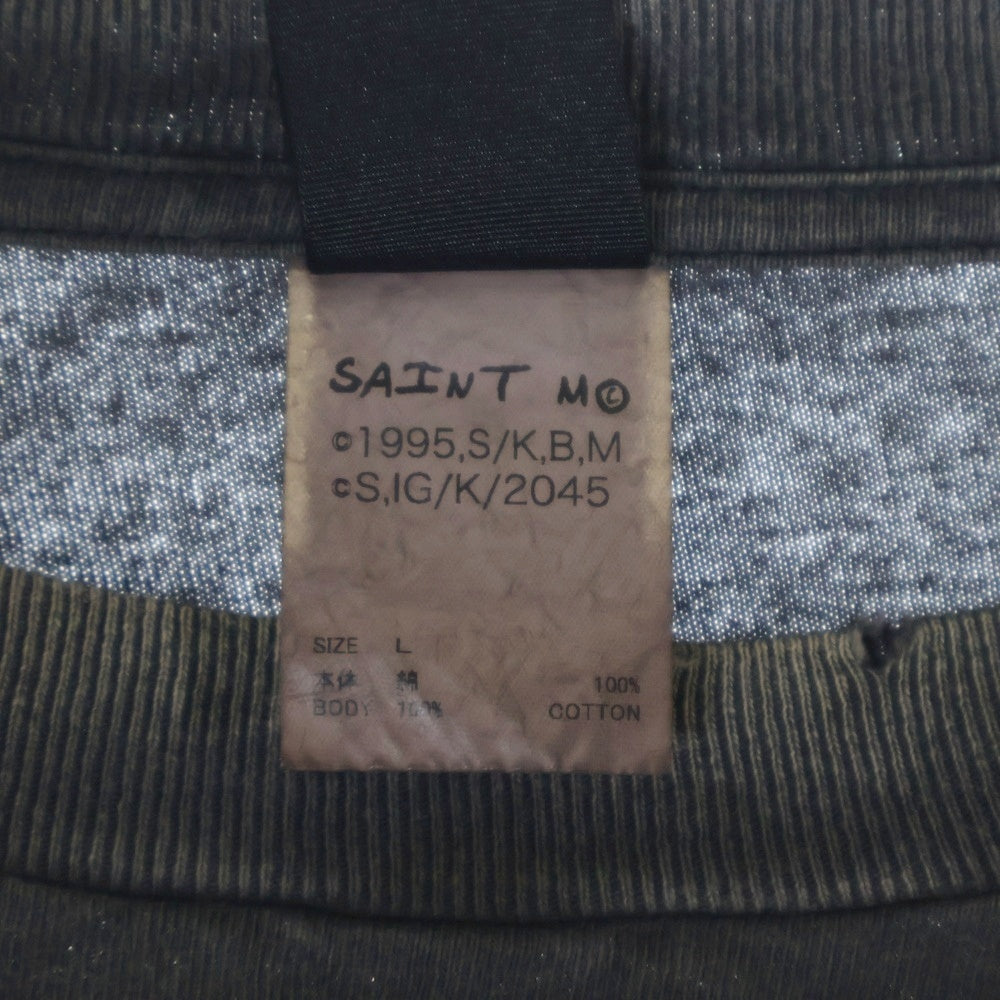 SAINT M©
©1995,S/K,B,M
©S,IG/K/2045
SIZE L
本体 綿 100%
BODY 100% COTTON